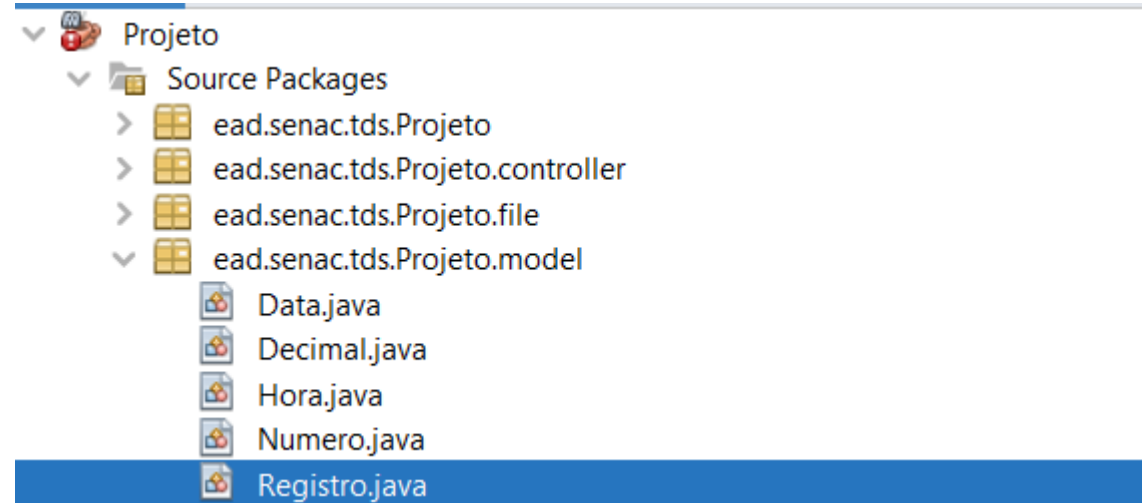 Projeto
Source Packages
ead.senac.tds.Projeto
ead.senac.tds.Projeto.controller
ead.senac.tds.Projeto.file
ead.senac.tds.Projeto.model
Data.java
Decimal.java
Hora.java
Numero.java
Registro.java